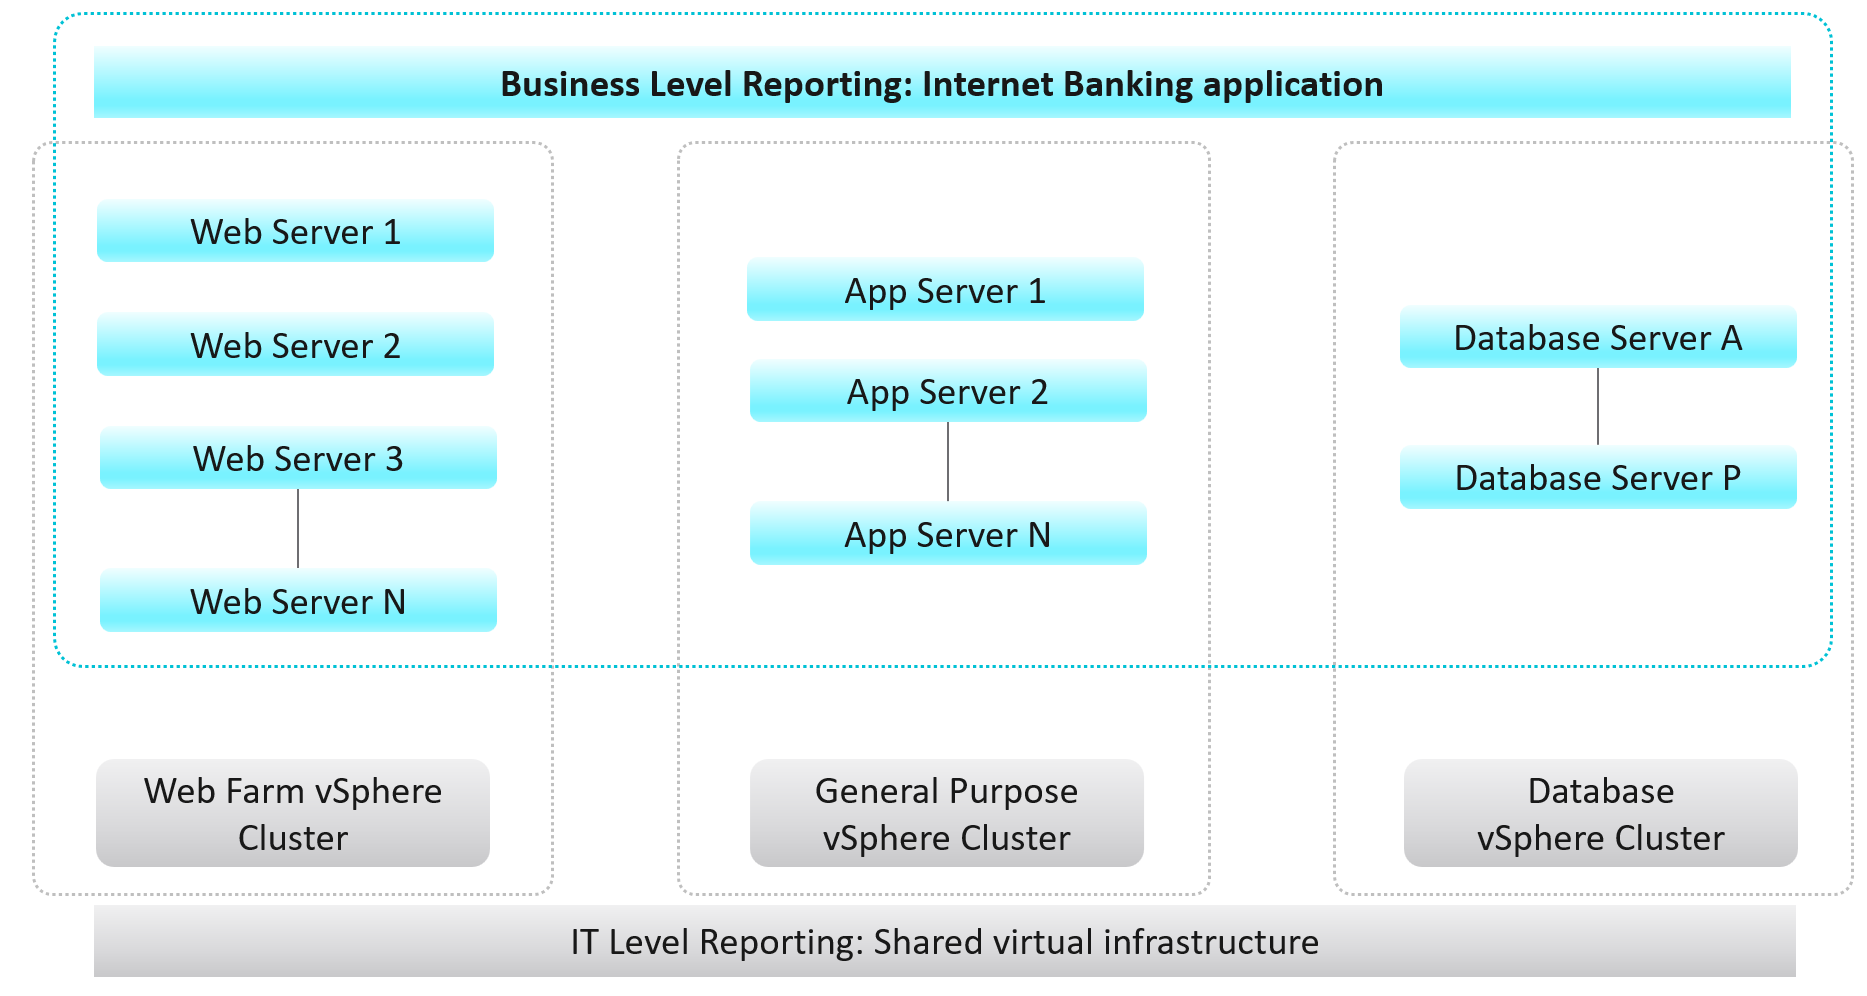 Business Level Reporting: Internet Banking application
Web Server 1
Web Server 2
Web Server 3
Web Server N
App Server 1
App Server 2
App Server N
Database Server A
Database Server P
Web Farm vSphere
Cluster
General Purpose
vSphere Cluster
Database
vSphere Cluster
IT Level Reporting: Shared virtual infrastructure